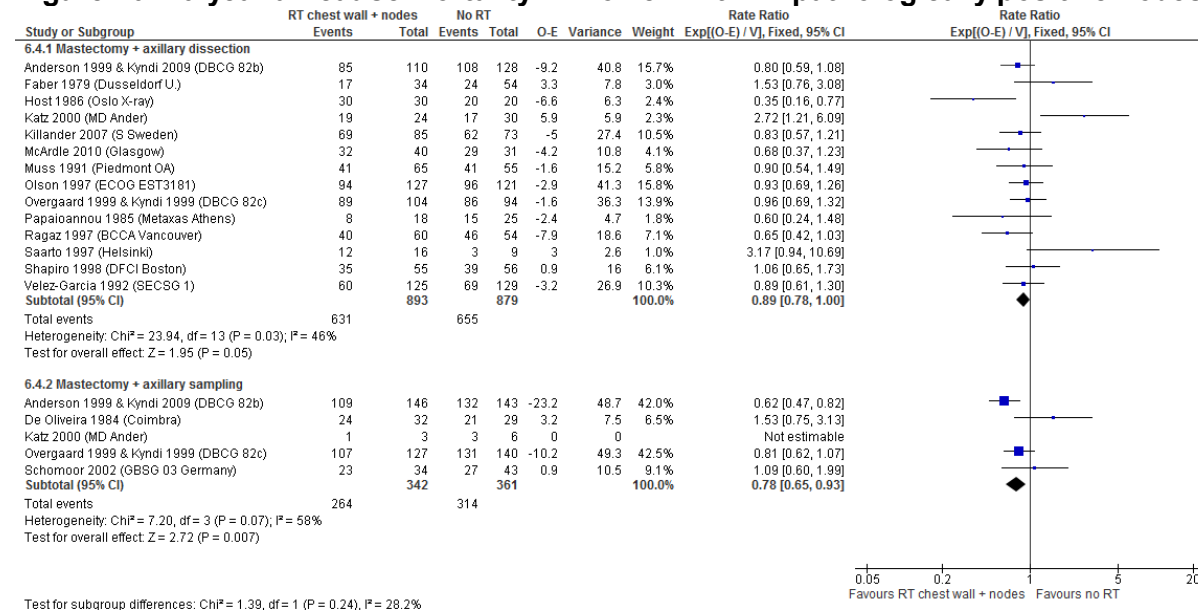 RT chest wall + nodes No RT Rate Ratio Rate Ratio
Study or Subgroup Events Total Events Total O-E Variance Weight Exp[(O-E) / V], Fixed, 95% CI Exp[(O-E) / V], Fixed, 95% CI
6.4.1 Mastectomy + axillary dissection
Anderson 1999 & Kyndi 2009 (DBCG 82b) 85 110 108 128 -9.2 40.8 15.7% 0.80 [0.59, 1.08]
Faber 1979 (Dusseldorf U.) 17 34 24 54 3.3 7.8 3.0% 1.53 [0.76, 3.08]
Host 1986 (Oslo X-ray) 30 30 20 20 -6.6 6.3 2.4% 0.35 [0.16, 0.77]
Katz 2000 (MD Ander) 19 24 17 30 5.9 5.9 2.3% 2.72 [1.21, 6.09]
Killander 2007 (S Sweden) 69 85 62 73 -5 27.4 10.5% 0.83 [0.57, 1.21]
McArdle 2010 (Glasgow) 32 40 29 31 -4.2 10.8 4.1% 0.68 [0.37, 1.23]
Muss 1991 (Piedmont OA) 41 65 41 55 -1.6 15.2 5.8% 0.90 [0.54, 1.49]
Olson 1997 (ECOG EST3181) 94 127 96 121 -2.9 41.3 15.8% 0.93 [0.69, 1.26]
Overgaard 1999 & Kyndi 1999 (DBCG 82c) 89 104 86 94 -1.6 36.3 13.9% 0.96 [0.69, 1.32]
Papaioannou 1985 (Metaxas Athens) 8 18 15 25 -2.4 4.7 1.8% 0.60 [0.24, 1.48]
Ragaz 1997 (BCCA Vancouver) 40 60 46 54 -7.9 18.6 7.1% 0.65 [0.42, 1.03]
Saarto 1997 (Helsinki) 12 16 3 9 3 2.6 1.0% 3.17 [0.94, 10.69]
Shapiro 1998 (DFCI Boston) 35 55 39 56 0.9 16 6.1% 1.06 [0.65, 1.73]
Velez-Garcia 1992 (SECSG 1) 60 125 69 129 -3.2 26.9 10.3% 0.89 [0.61, 1.30]
Subtotal (95% CI) 893 879 100.0% 0.89 [0.78, 1.00]
Total events 631 655
Heterogeneity: Chi² = 23.94, df = 13 (P = 0.03); I² = 46%
Test for overall effect: Z = 1.95 (P = 0.05)
6.4.2 Mastectomy + axillary sampling
Anderson 1999 & Kyndi 2009 (DBCG 82b) 109 146 132 143 -23.2 48.7 42.0% 0.62 [0.47, 0.82]
De Oliveira 1984 (Coimbra) 24 32 21 29 3.2 7.5 6.5% 1.53 [0.75, 3.13]
Katz 2000 (MD Ander) 1 3 3 6 0 0 Not estimable
Overgaard 1999 & Kyndi 1999 (DBCG 82c) 107 127 131 140 -10.2 49.3 42.5% 0.81 [0.62, 1.07]
Schomoor 2002 (GBSG 03 Germany) 23 34 27 43 0.9 10.5 9.1% 1.09 [0.60, 1.99]
Subtotal (95% CI) 342 361 100.0% 0.78 [0.65, 0.93]
Total events 264 314
Heterogeneity: Chi² = 7.20, df = 3 (P = 0.07); I² = 58%
Test for overall effect: Z = 2.72 (P = 0.007)
0.05 0.2 1 5 20
Favours RT chest wall + nodes Favours no RT
Test for subgroup differences: Chi² = 1.39, df = 1 (P = 0.24), I² = 28.2%